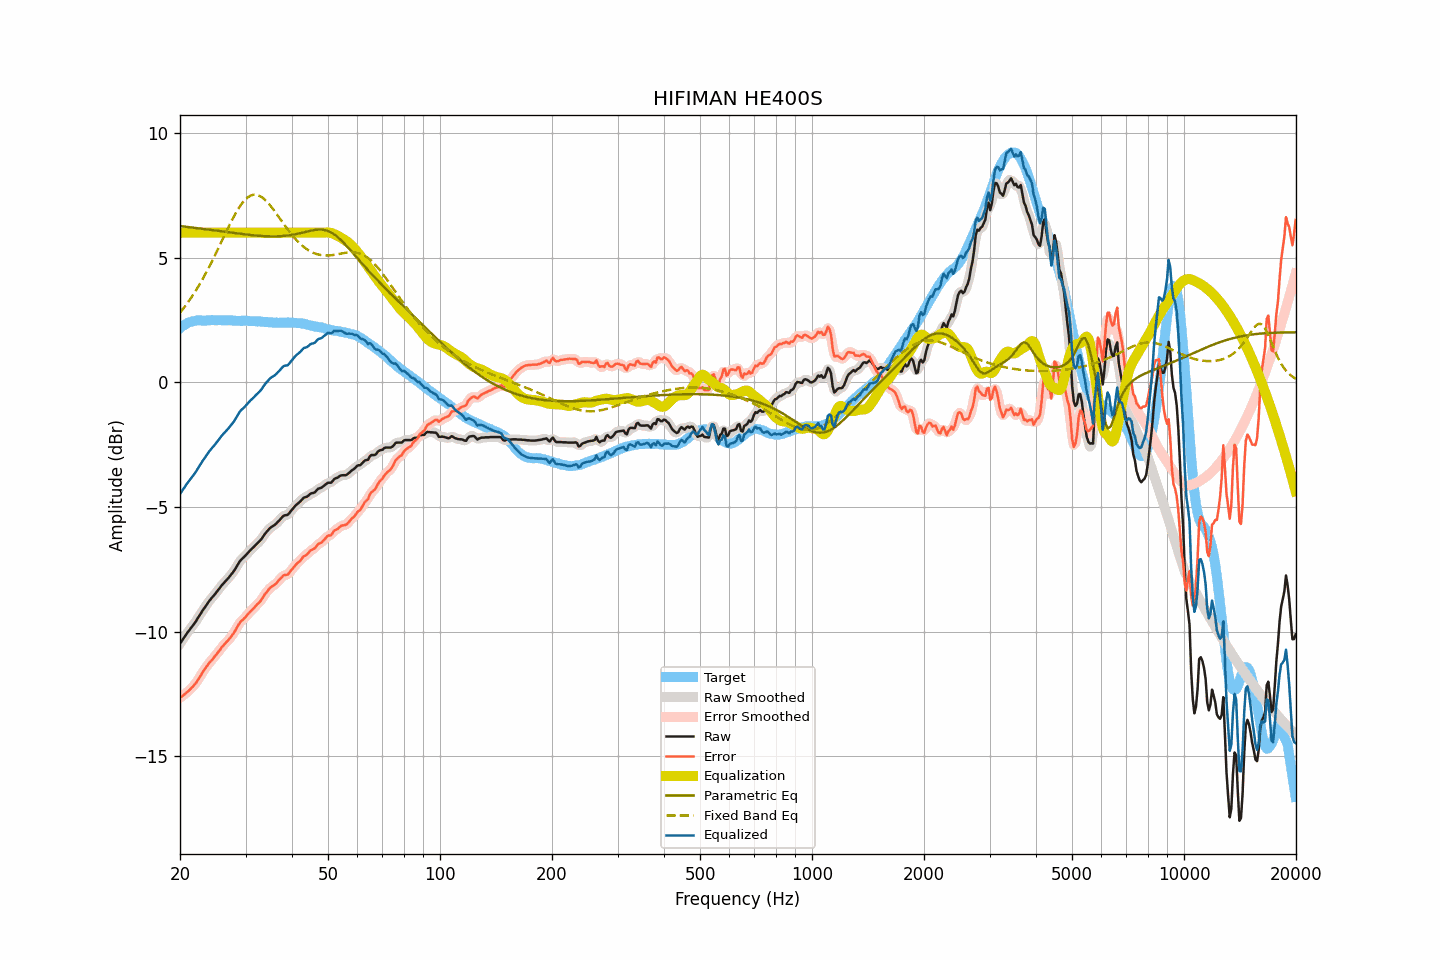 HIFIMAN HE400S
Amplitude (dBr)
10
5
0
−5
−10
−15
Target
Raw Smoothed
Error Smoothed
Raw
Error
Equalization
Parametric Eq
Fixed Band Eq
Equalized
20 50 100 200 500 1000 2000 5000 10000 20000
Frequency (Hz)